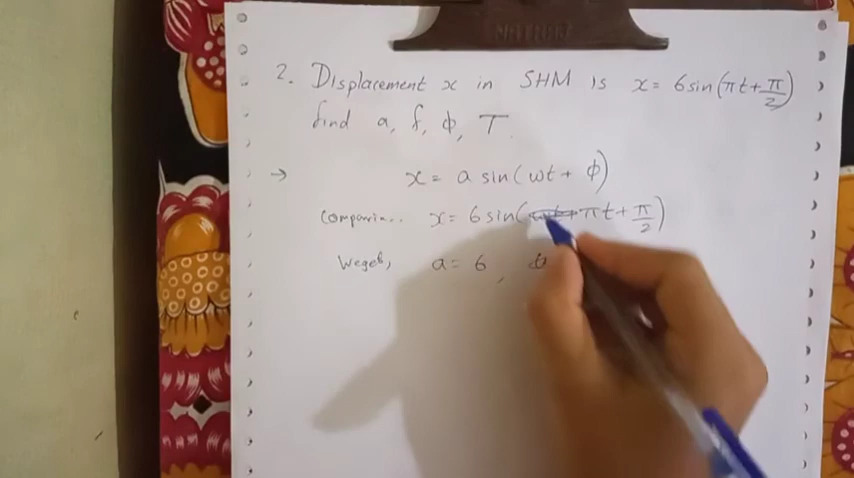 2. Displacement x in SHM is x = 6 sin(πt + π/2)
find a, f, ϕ, T.
→ x = a sin(ωt + ϕ)
x = 6 sin( πt + π/2)
We get, a = 6 ,